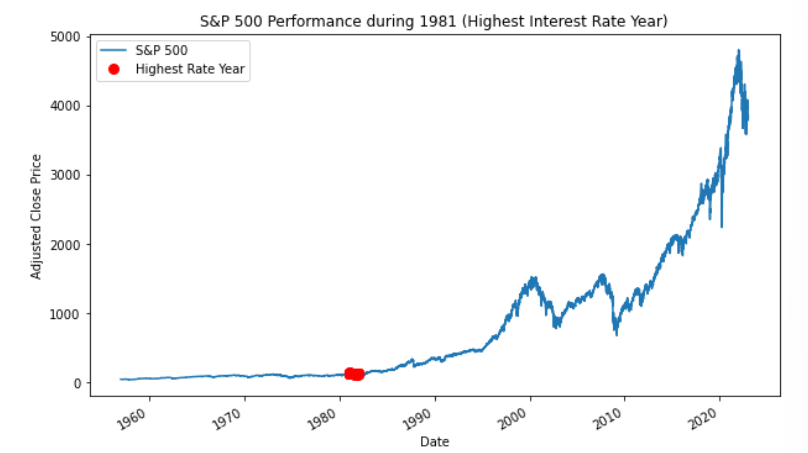 S&P 500 Performance during 1981 (Highest Interest Rate Year)
S&P 500
Highest Rate Year
Adjusted Close Price
5000
4000
3000
2000
1000
0
1960
1970
1980
1990
2000
2010
2020
Date